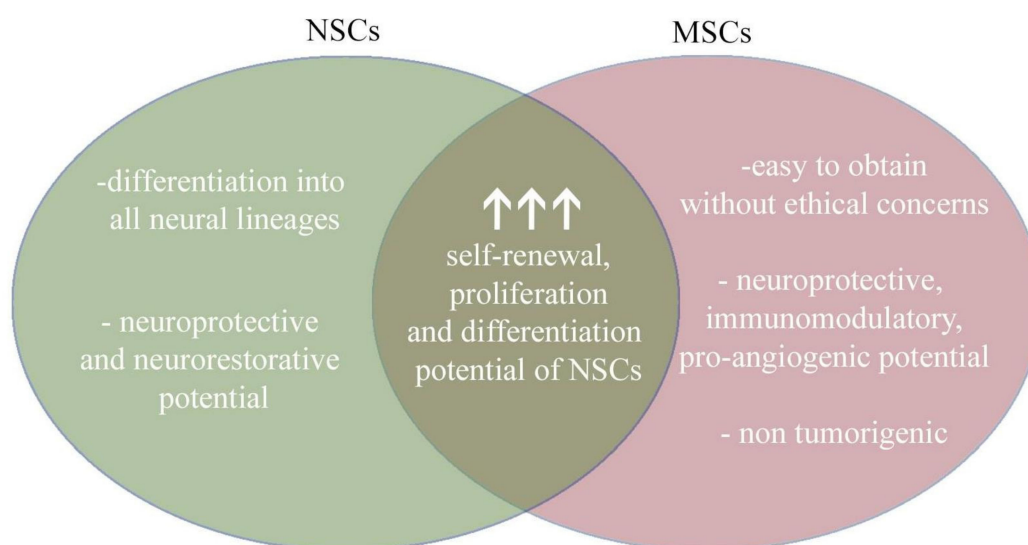 NSCs
MSCs
-differentiation into
all neural lineages
- neuroprotective
and neurorestorative
potential
↑↑↑
self-renewal,
proliferation
and differentiation
potential of NSCs
-easy to obtain
without ethical concerns
- neuroprotective,
immunomodulatory,
pro-angiogenic potential
- non tumorigenic